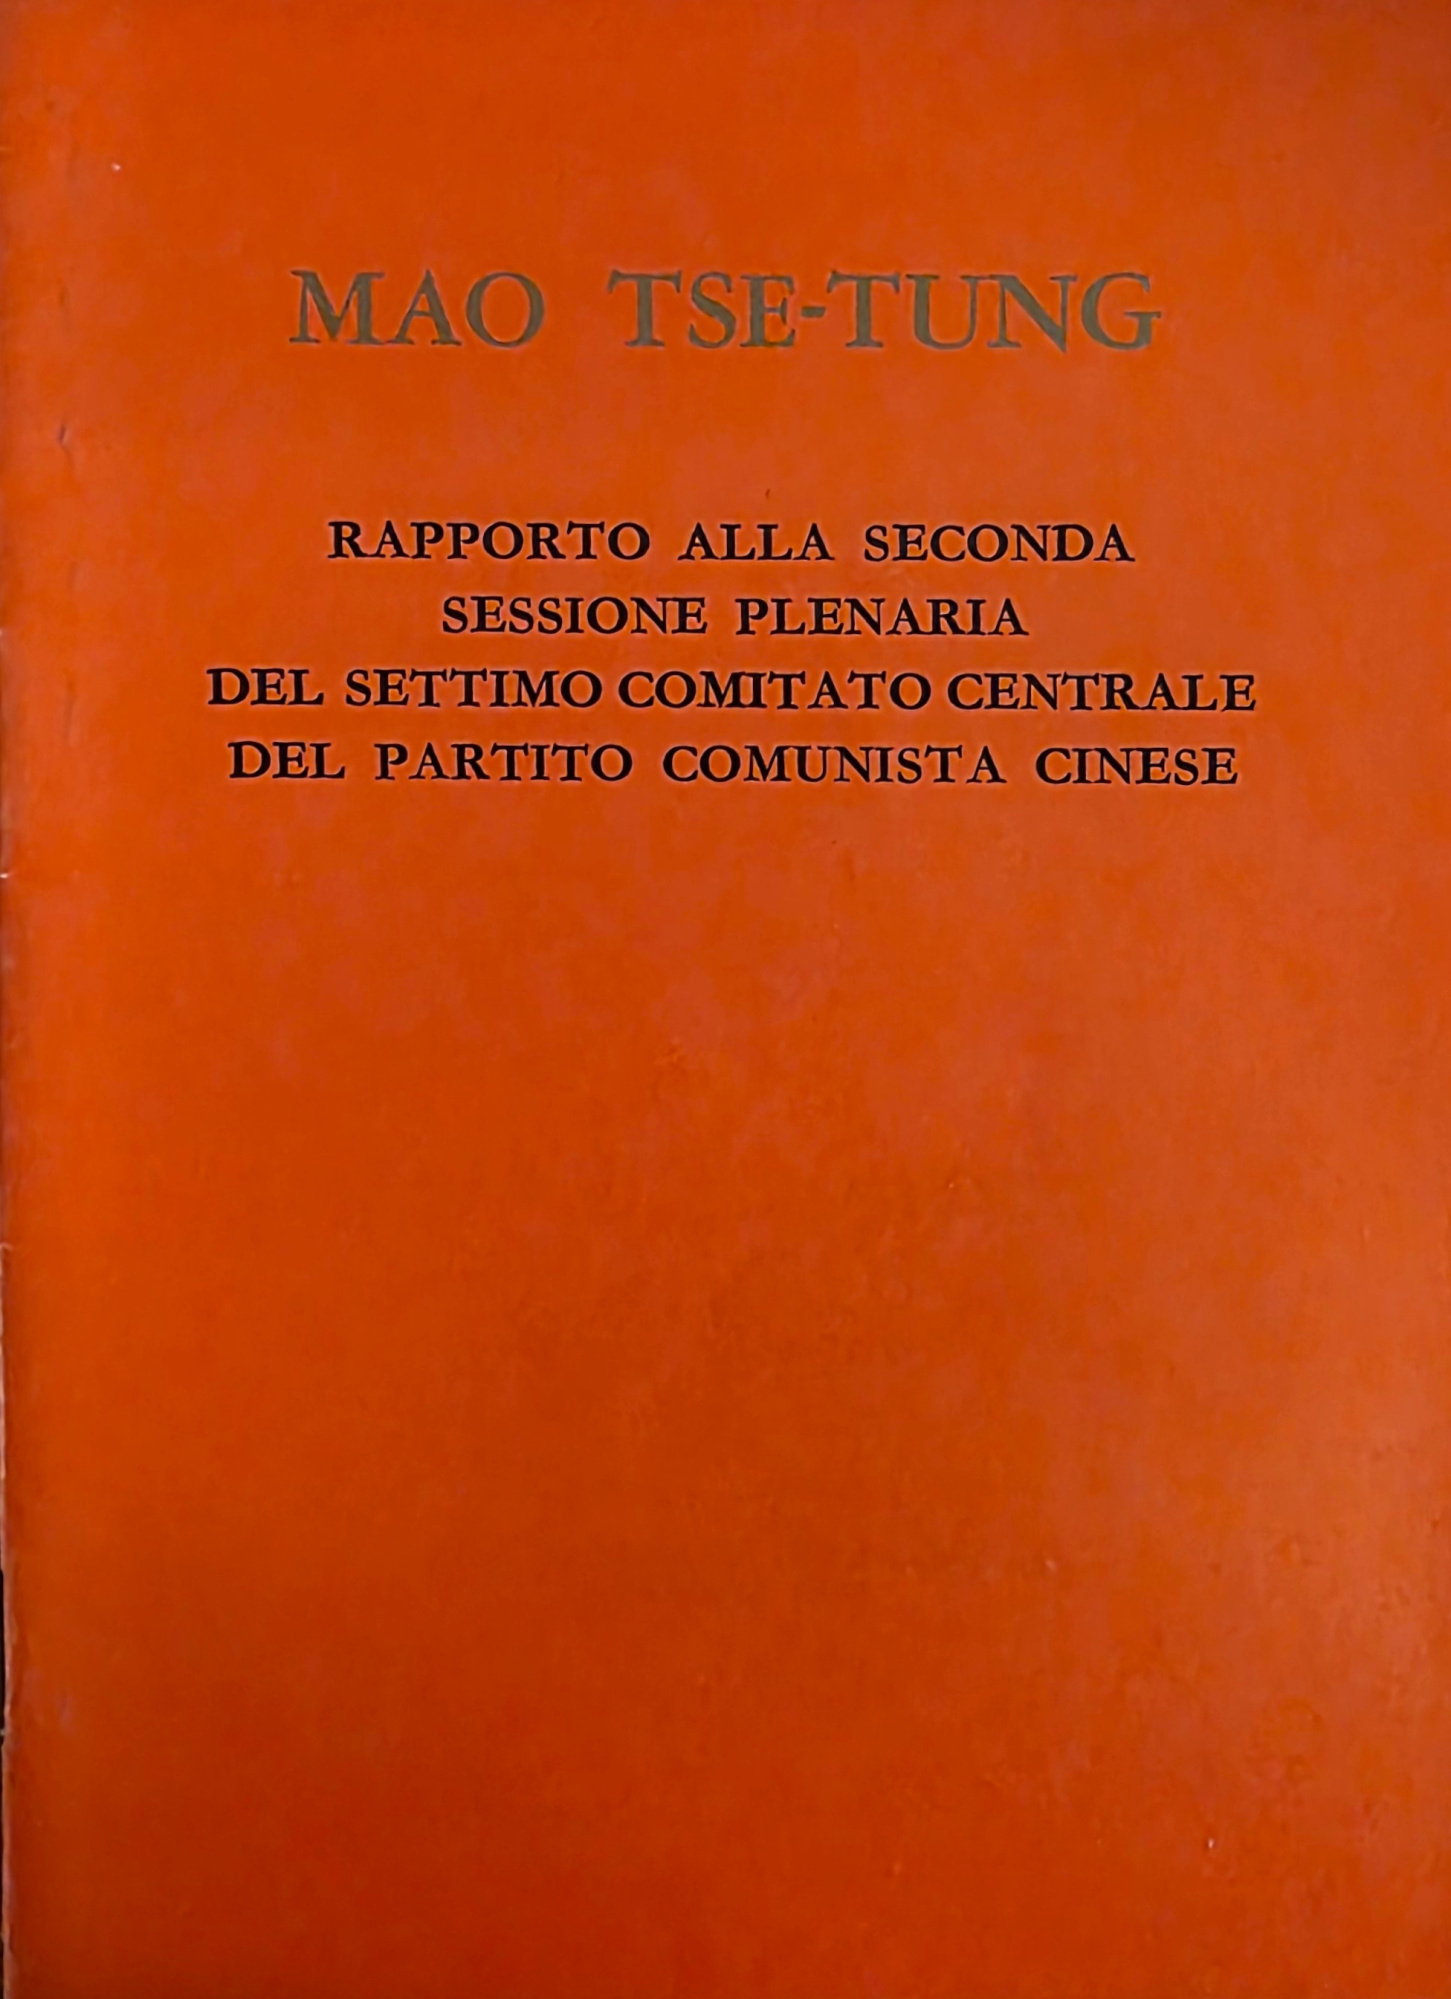 MAO TSE-TUNG
RAPPORTO ALLA SECONDA
SESSIONE PLENARIA
DEL SETTIMO COMITATO CENTRALE
DEL PARTITO COMUNISTA CINESE